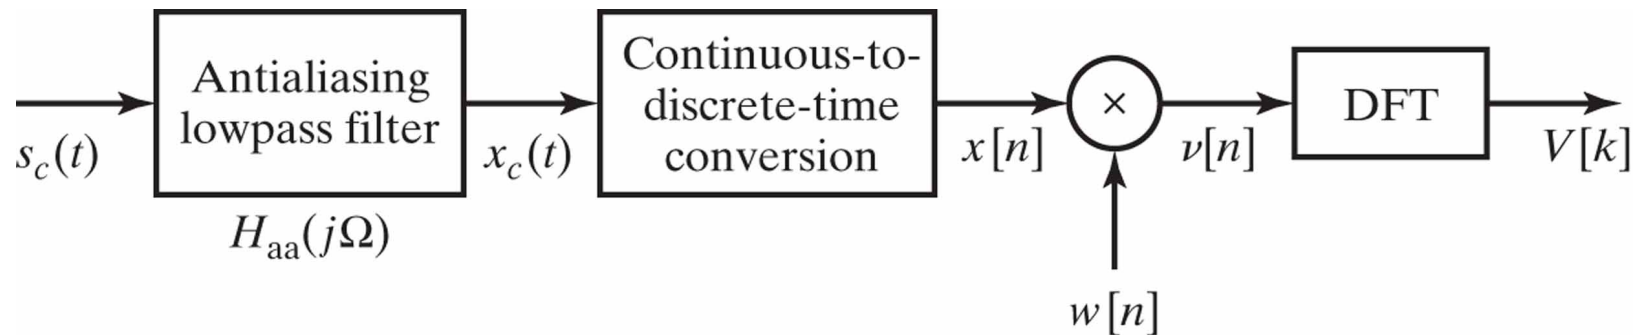 Antialiasing
lowpass filter
Continuous-to-
discrete-time
conversion
×
DFT
s_c(t)
x_c(t)
x[n]
ν[n]
V[k]
H_aa(jΩ)
w[n]